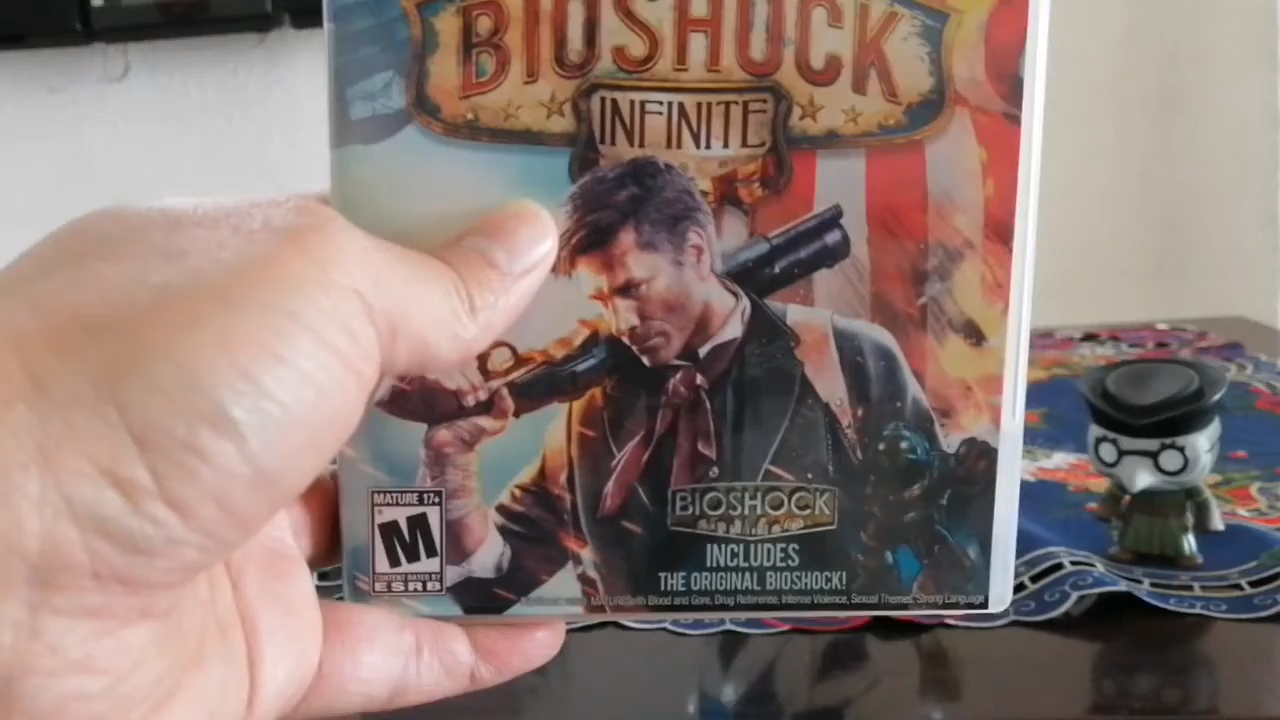 BIOSHOCK
INFINITE
BIOSHOCK
INCLUDES
THE ORIGINAL BIOSHOCK!
MATURE 17+
M
®
CONTENT RATED BY
ESRB
Blood and Gore, Drug Reference, Intense Violence, Sexual Themes, Strong Language